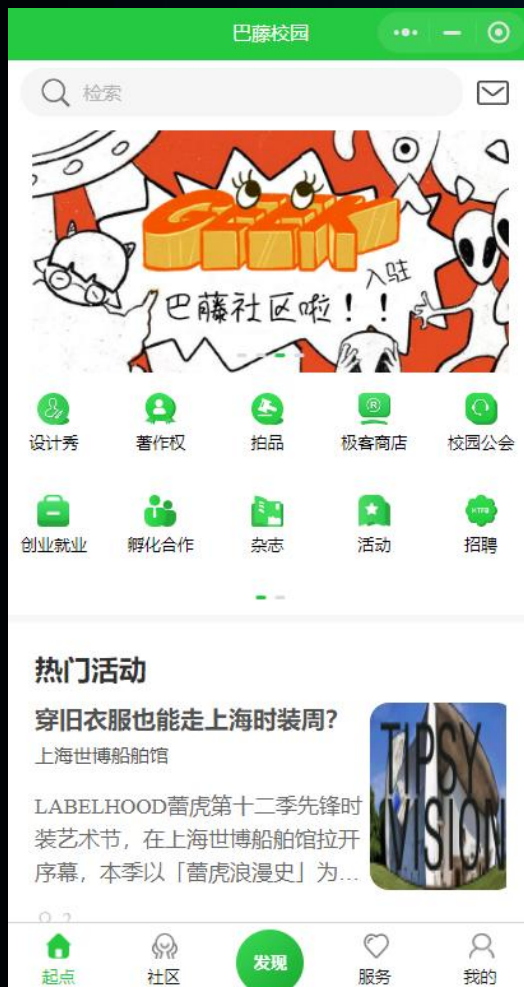 巴藤校园
检索
GEEK
入驻
巴藤社区啦！！
设计秀
著作权
拍品
极客商店
校园公会
创业就业
孵化合作
杂志
活动
招聘
热门活动
穿旧衣服也能走上海时装周?
上海世博船舶馆
LABELHOOD蕾虎第十二季先锋时
装艺术节，在上海世博船舶馆拉开
序幕，本季以「蕾虎浪漫史」为...
TIPSY
VISION
2
起点
社区
发现
服务
我的